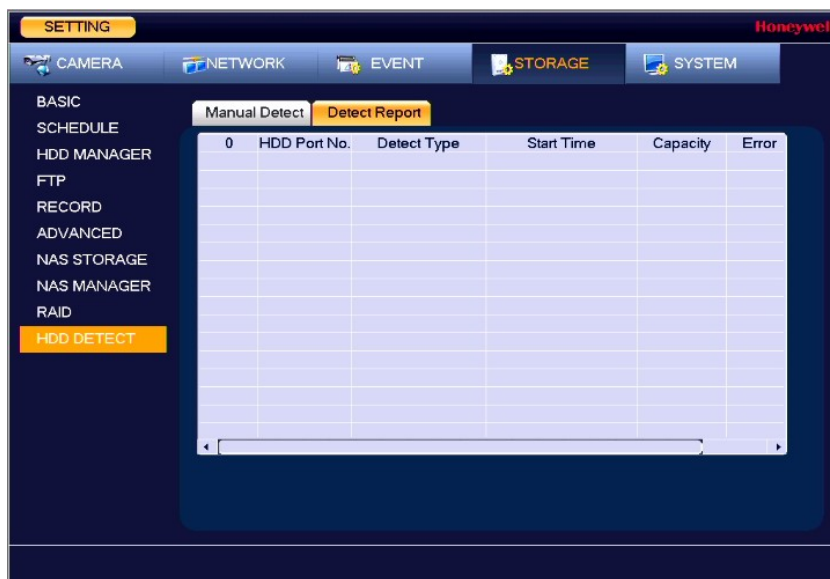 SETTING
Honeywell
CAMERA NETWORK EVENT STORAGE SYSTEM
BASIC
SCHEDULE
HDD MANAGER
FTP
RECORD
ADVANCED
NAS STORAGE
NAS MANAGER
RAID
HDD DETECT
Manual Detect Detect Report
0 HDD Port No. Detect Type Start Time Capacity Error